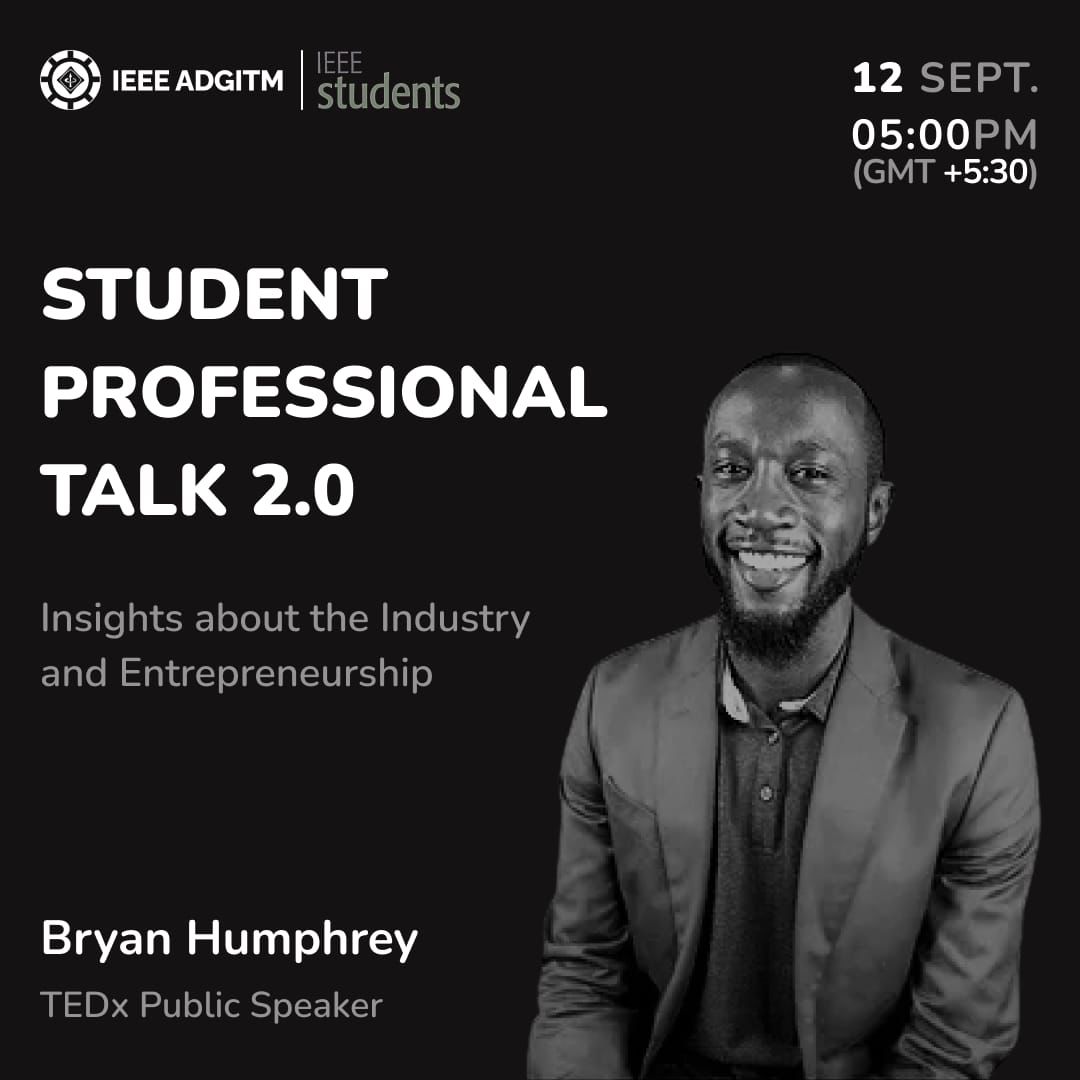 IEEE ADGITM
IEEE
students
12 SEPT.
05:00PM
(GMT +5:30)
STUDENT
PROFESSIONAL
TALK 2.0
Insights about the Industry
and Entrepreneurship
Bryan Humphrey
TEDx Public Speaker